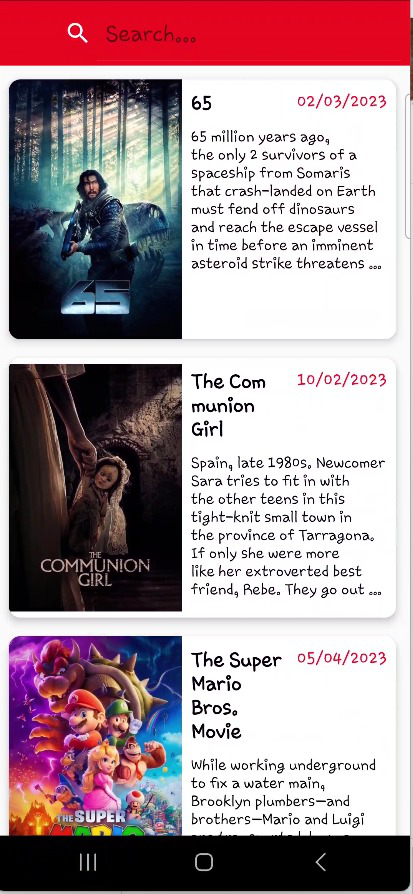 Search...
65
02/03/2023
65 million years ago,
the only 2 survivors of a
spaceship from Somaris
that crash-landed on Earth
must fend off dinosaurs
and reach the escape vessel
in time before an imminent
asteroid strike threatens ...
65
The Com
munion
Girl
10/02/2023
Spain, late 1980s. Newcomer
Sara tries to fit in with
the other teens in this
tight-knit small town in
the province of Tarragona.
If only she were more
like her extroverted best
friend, Rebe. They go out ...
THE
COMMUNION
GIRL
The Super
Mario
Bros.
Movie
05/04/2023
While working underground
to fix a water main,
Brooklyn plumbers—and
brothers—Mario and Luigi
THE SUPER